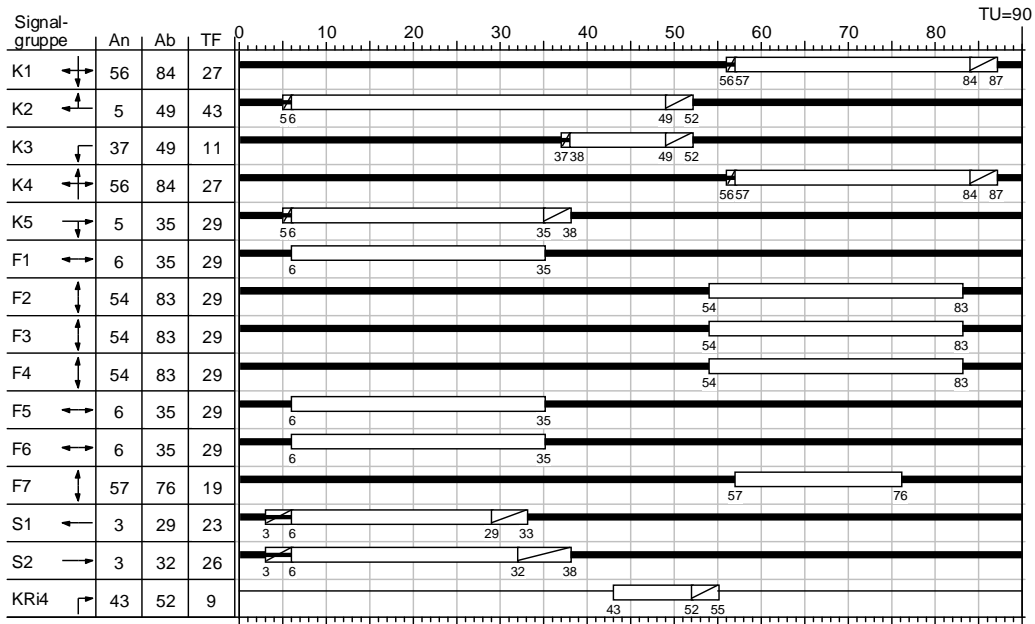 TU=90
Signal-
gruppe An Ab TF 0 10 20 30 40 50 60 70 80
K1 56 84 27
56 57 84 87
K2 5 49 43
5 6 49 52
K3 37 49 11
37 38 49 52
K4 56 84 27
56 57 84 87
K5 5 35 29
5 6 35 38
F1 6 35 29
6 35
F2 54 83 29
54 83
F3 54 83 29
54 83
F4 54 83 29
54 83
F5 6 35 29
6 35
F6 6 35 29
6 35
F7 57 76 19
57 76
S1 3 29 23
3 6 29 33
S2 3 32 26
3 6 32 38
KRi4 43 52 9
43 52 55